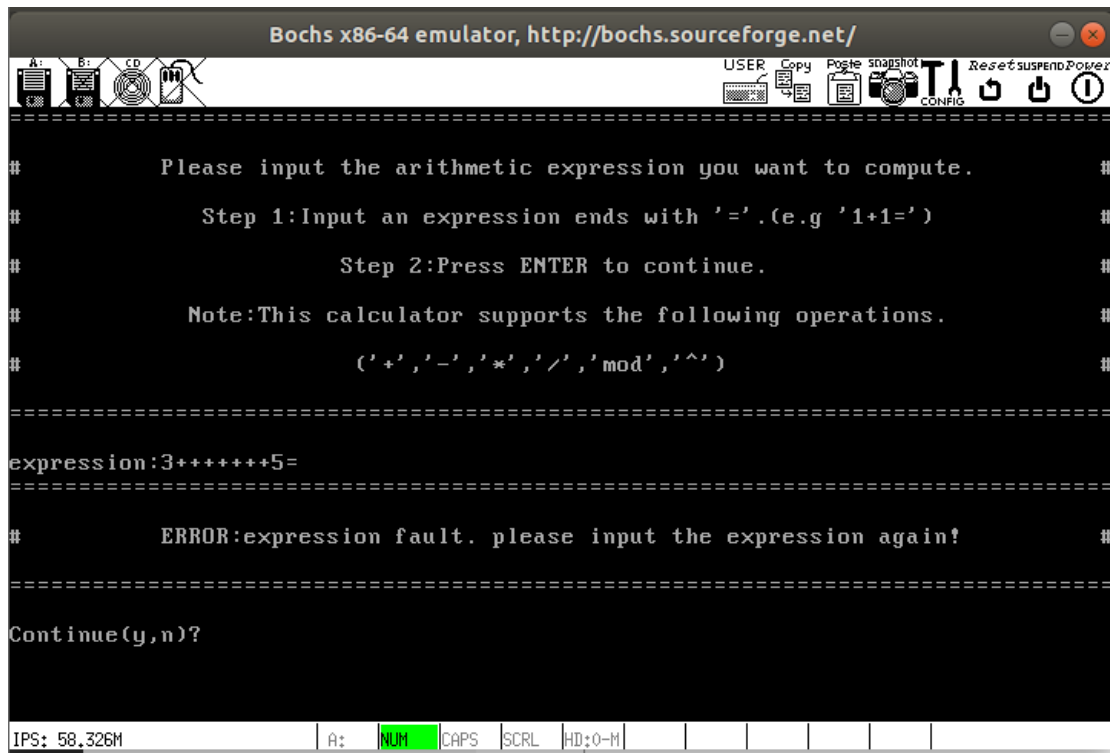 Bochs x86-64 emulator, http://bochs.sourceforge.net/
A: B: CD USER Copy Paste snapshot CONFIG Reset SUSPEND Power
================================================================================
# Please input the arithmetic expression you want to compute. #
# Step 1:Input an expression ends with '='.(e.g '1+1=') #
# Step 2:Press ENTER to continue. #
# Note:This calculator supports the following operations. #
# ('+','-','*','/','mod','^') #
================================================================================
expression:3+++++++5=
================================================================================
# ERROR:expression fault. please input the expression again! #
================================================================================
Continue(y,n)?
IPS: 58.326M A: NUM CAPS SCRL HD:0-M